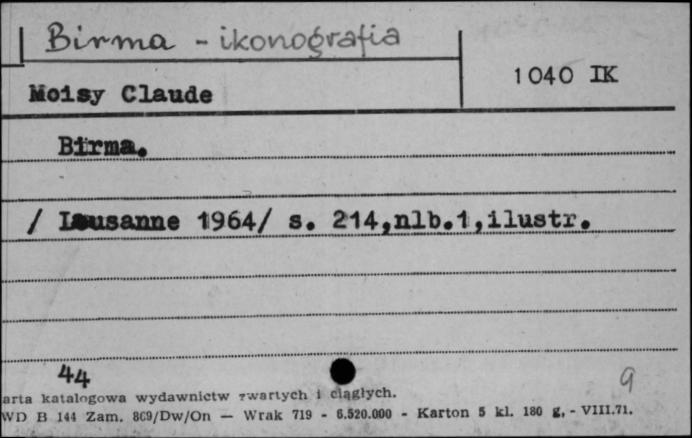 Birma - ikonografia
1040 IK
Moisy Claude
Birma.
/ Lausanne 1964/ s. 214,nlb.1,ilustr.
44
9
arta katalogowa wydawnictw zwartych i ciągłych.
WD B 144 Zam. 869/Dw/On — Wrak 719 - 6.520.000 - Karton 5 kl. 180 g. - VIII.71.